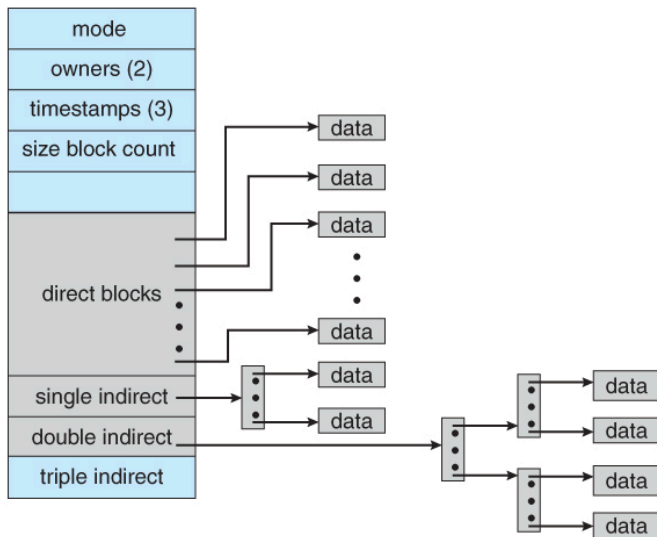 mode
owners (2)
timestamps (3)
size block count
data
data
data
direct blocks
data
single indirect
data
data
double indirect
triple indirect
data
data
data
data